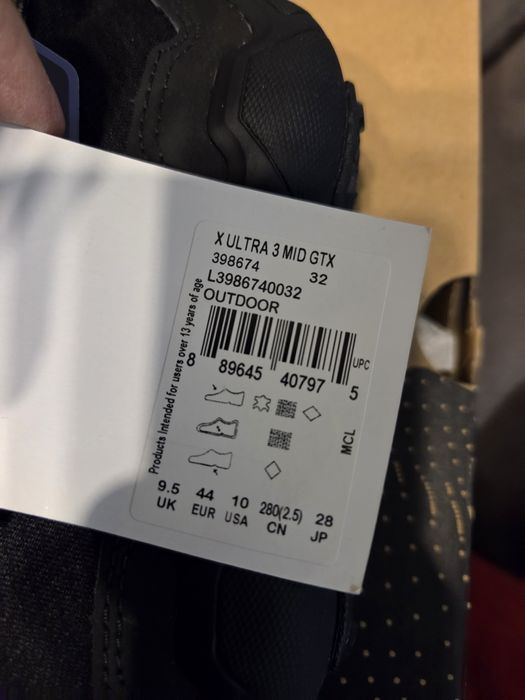 X ULTRA 3 MID GTX
398674 32
L3986740032
OUTDOOR
8 89645 40797 5
UPC
MCL
Products Intended for users over 13 years of age
9.5 44 10 280(2.5) 28
UK EUR USA CN JP